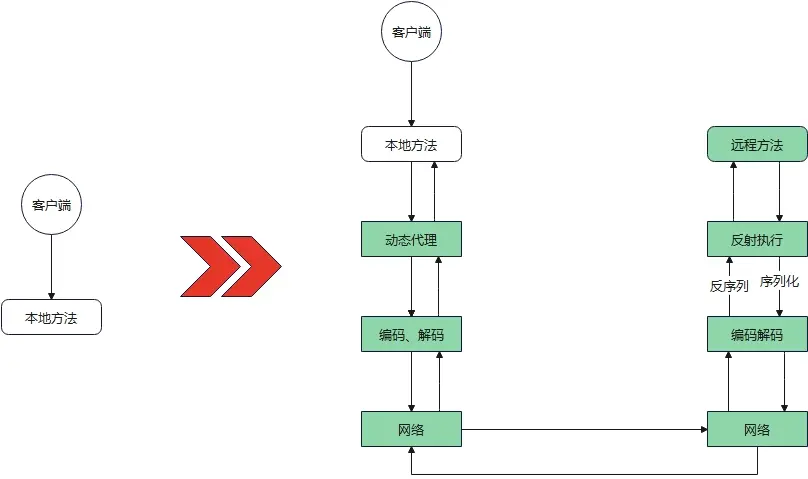 客户端
本地方法
客户端
本地方法
动态代理
编码、解码
网络
远程方法
反射执行
反序列
序列化
编码解码
网络